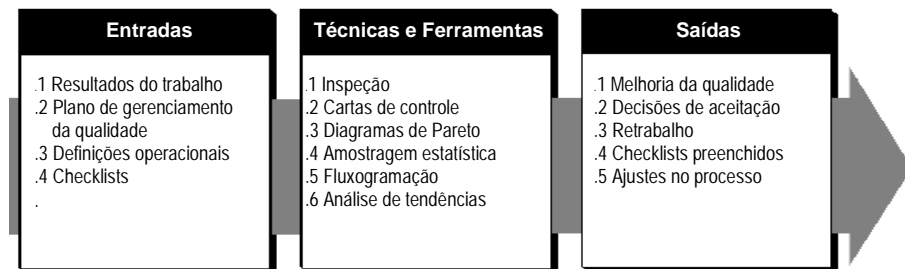 Entradas
.1 Resultados do trabalho
.2 Plano de gerenciamento
da qualidade
.3 Definições operacionais
.4 Checklists
.
Técnicas e Ferramentas
.1 Inspeção
.2 Cartas de controle
.3 Diagramas de Pareto
.4 Amostragem estatística
.5 Fluxogramação
.6 Análise de tendências
Saídas
.1 Melhoria da qualidade
.2 Decisões de aceitação
.3 Retrabalho
.4 Checklists preenchidos
.5 Ajustes no processo